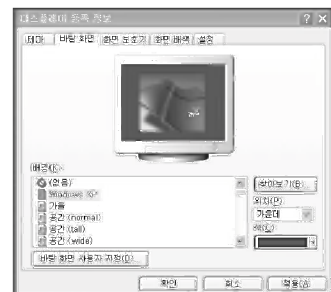 디스플레이 등록 정보
테마 바탕 화면 화면 보호기 화면 배색 설정
배경(K):
(없음)
Windows XP
가을
공간 (normal)
공간 (tall)
공간 (wide)
찾아보기(B)...
위치(P):
가운데
색(C):
바탕 화면 사용자 지정(D)...
확인 취소 적용(A)